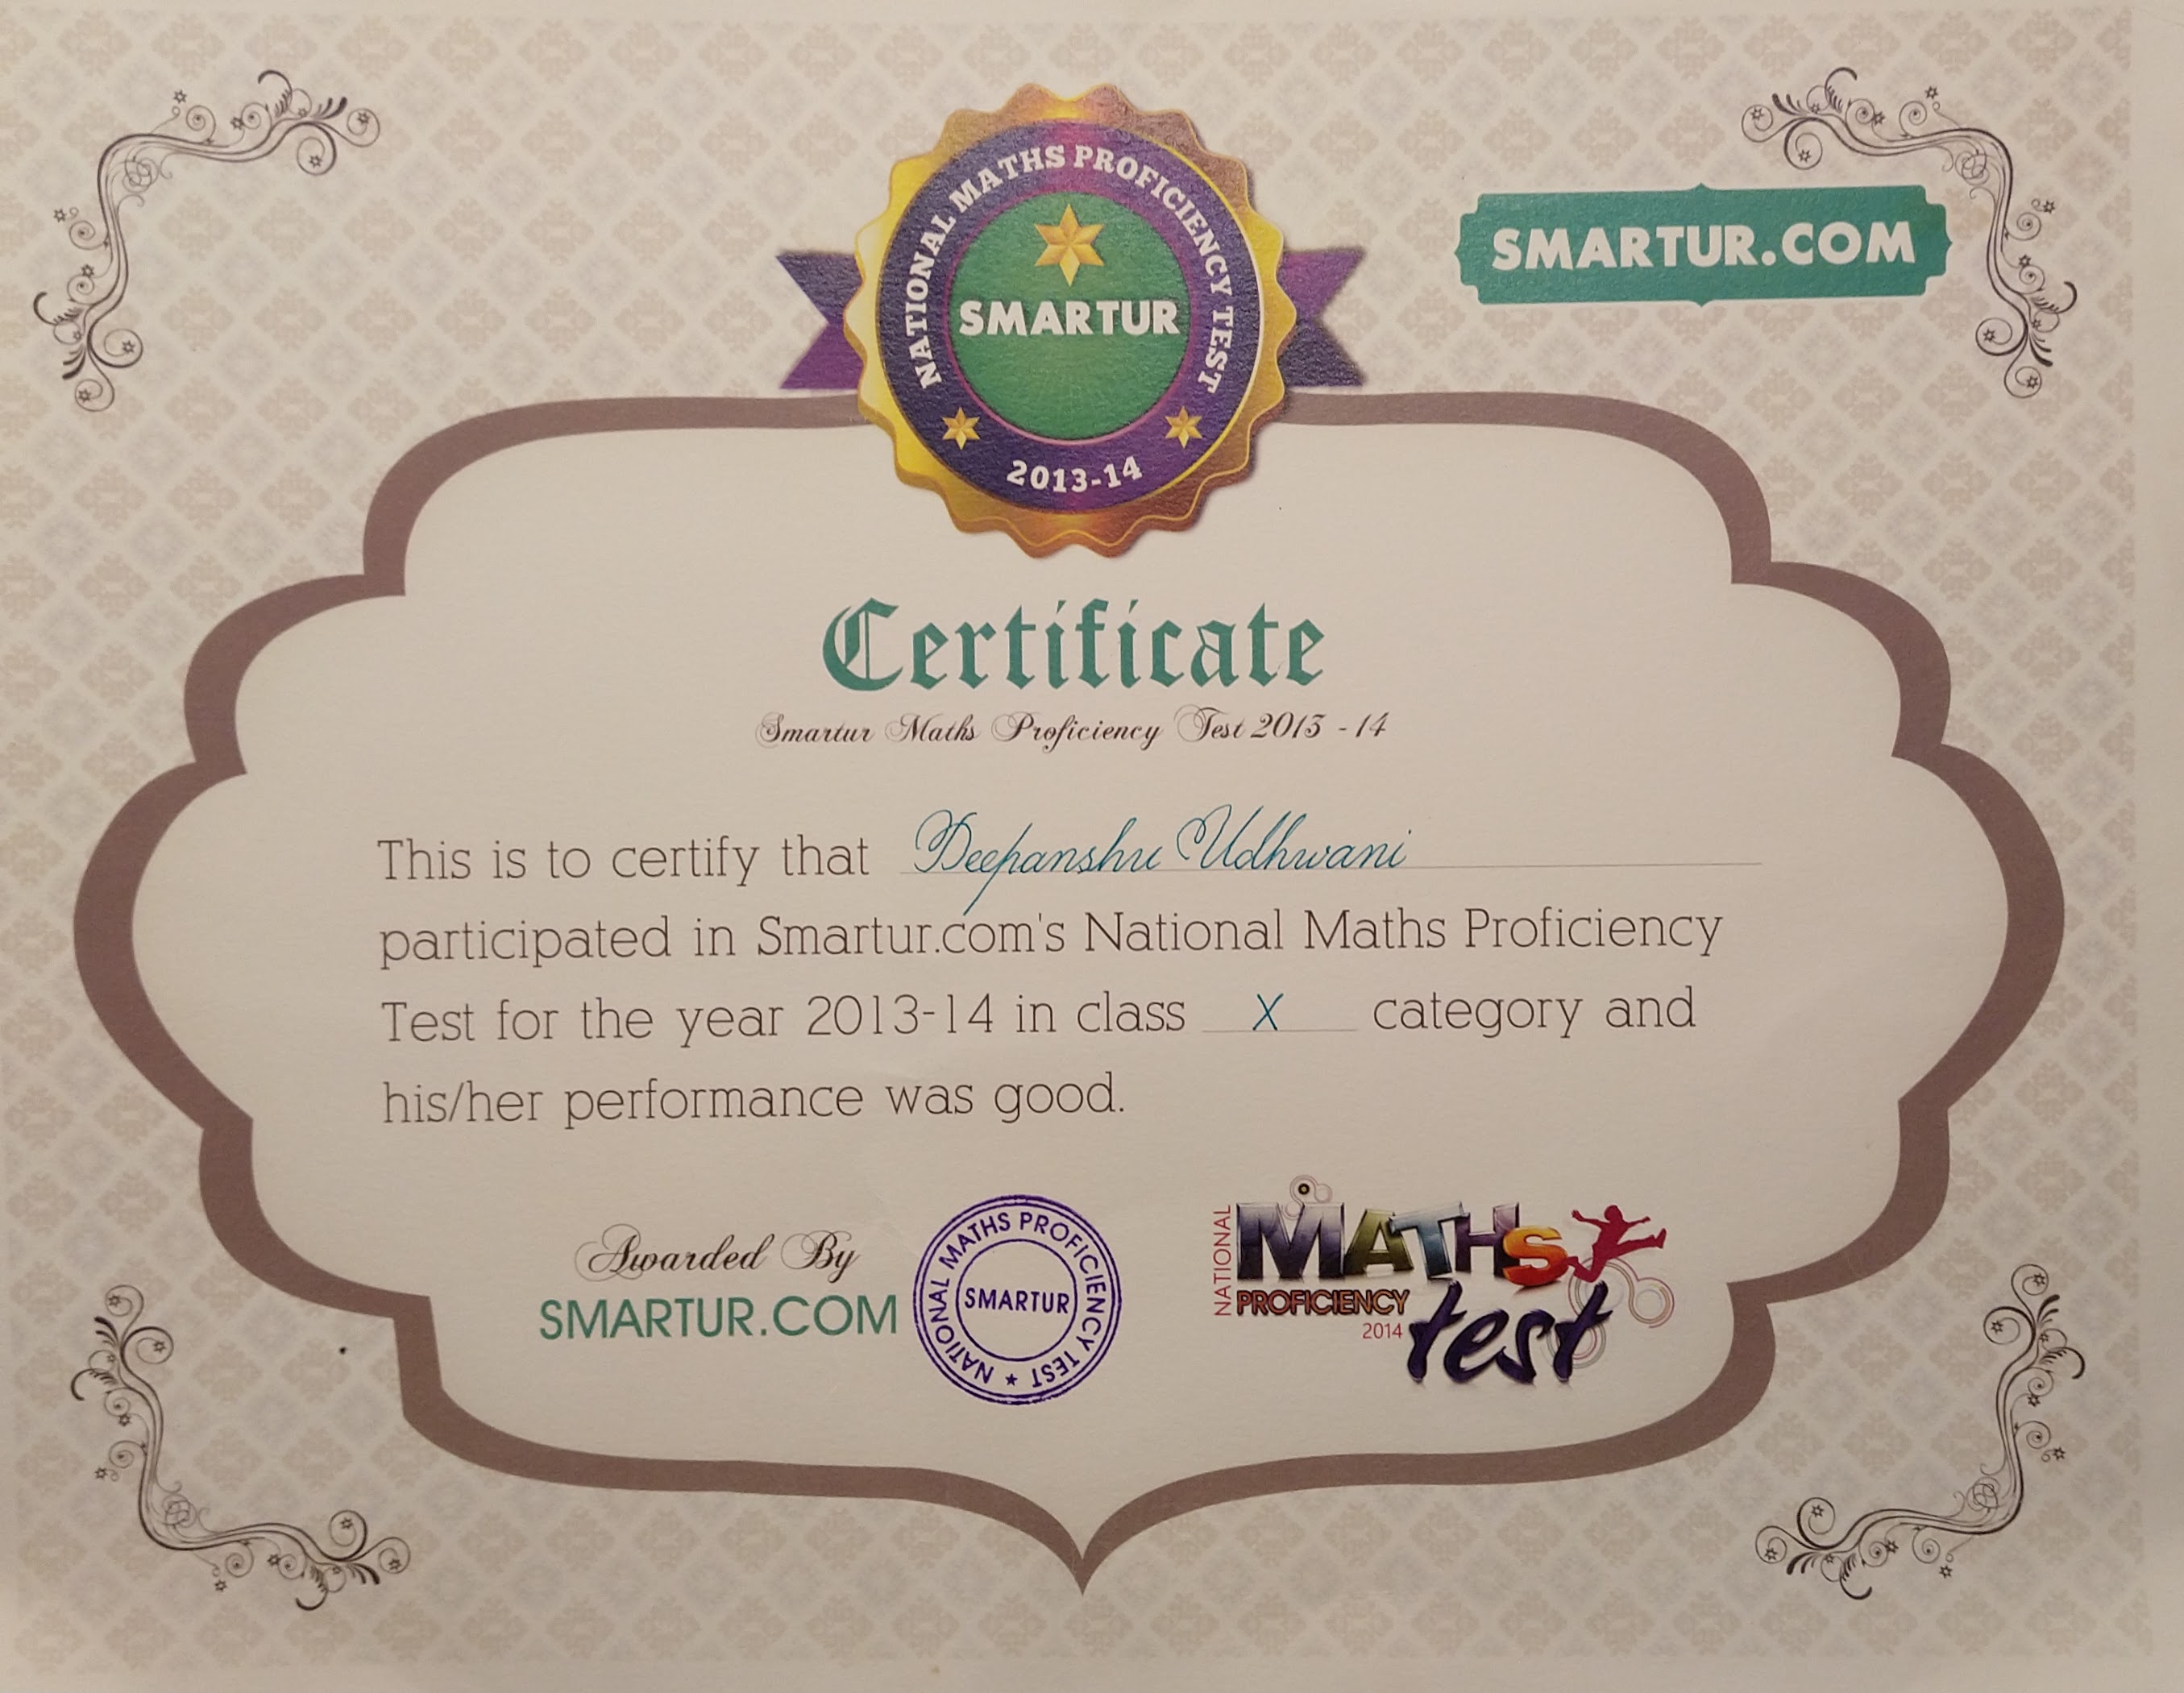 NATIONAL MATHS PROFICIENCY TEST
SMARTUR
2013-14
SMARTUR.COM
Certificate
Smartur Maths Proficiency Test 2013 - 14
This is to certify that Deepanshu Udhwani
participated in Smartur.com's National Maths Proficiency
Test for the year 2013-14 in class X category and
his/her performance was good.
Awarded By
SMARTUR.COM
NATIONAL MATHS PROFICIENCY TEST ★
SMARTUR
NATIONAL
MATHS
PROFICIENCY
2014
test